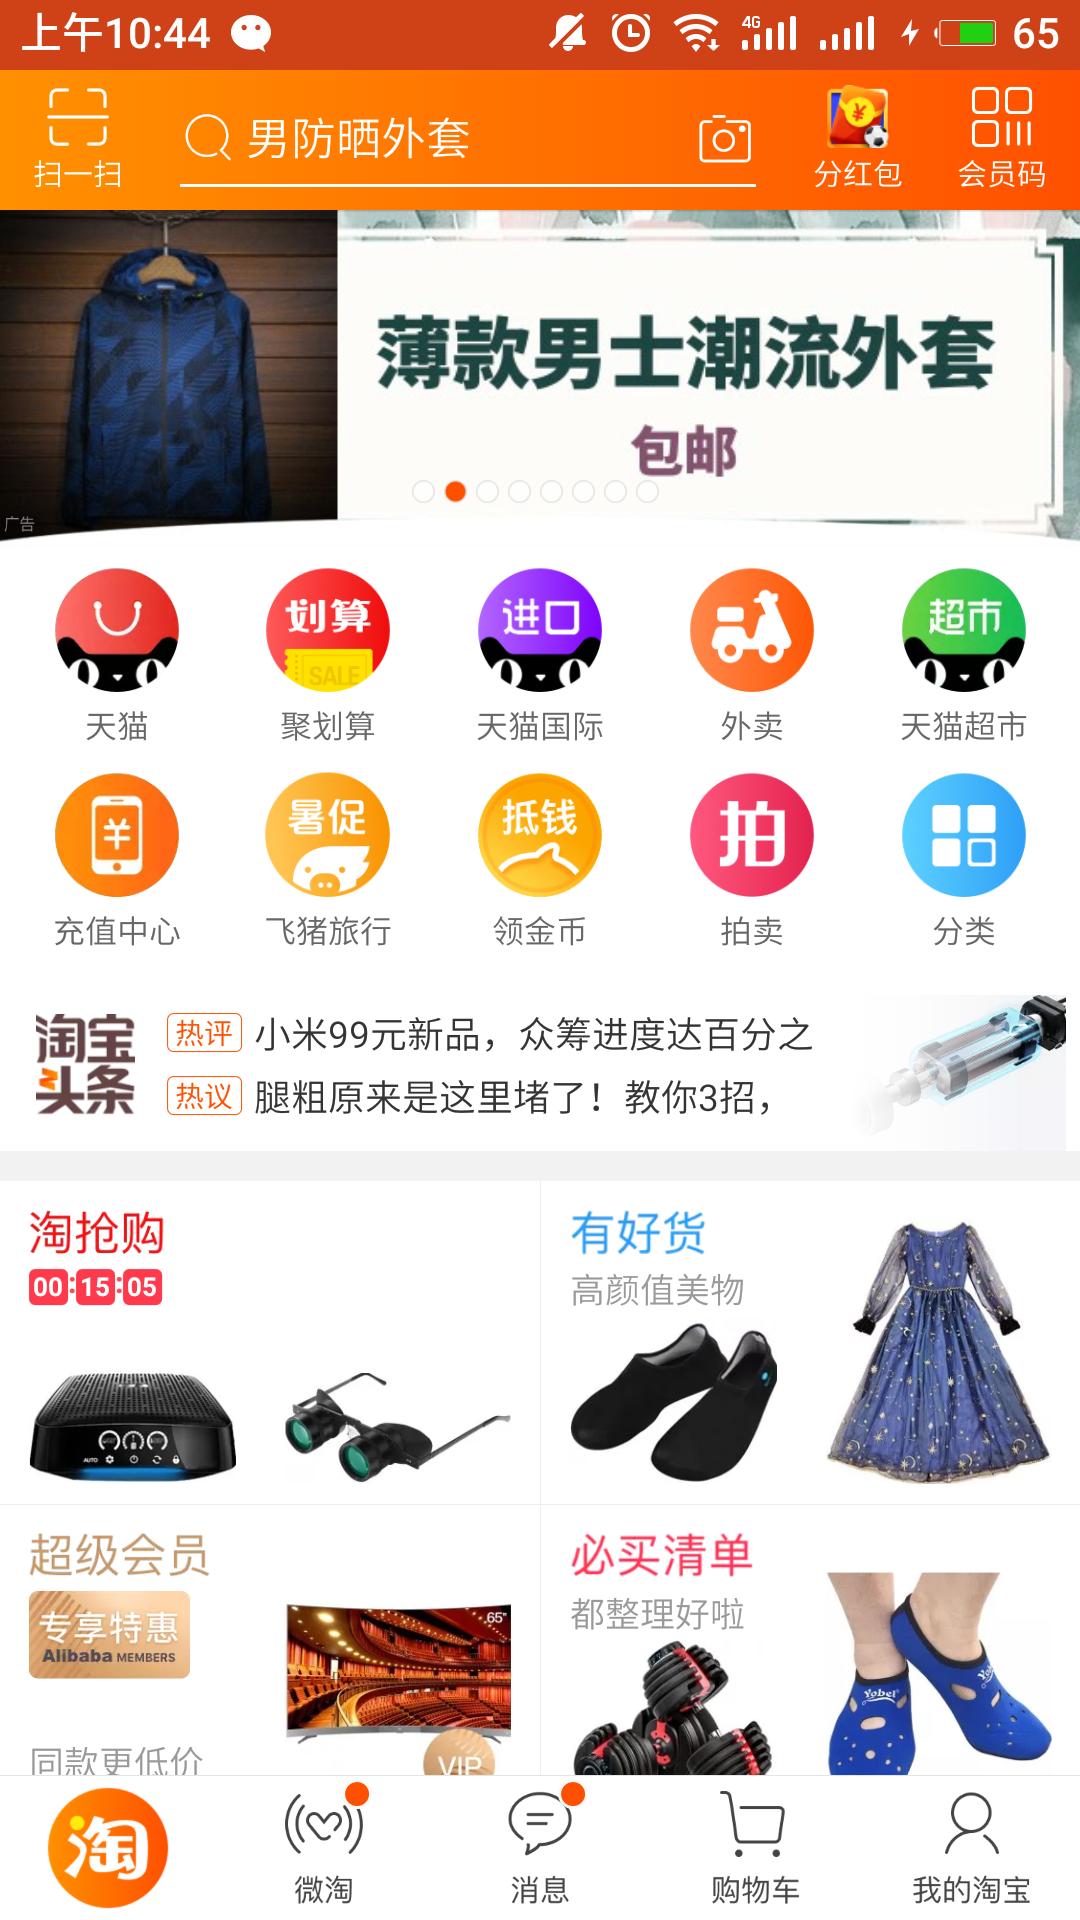 上午10:44
4G
65
扫一扫
男防晒外套
分红包
会员码
薄款男士潮流外套
包邮
广告
划算
SALE
进口
超市
天猫
聚划算
天猫国际
外卖
天猫超市
暑促
抵钱
拍
充值中心
飞猪旅行
领金币
拍卖
分类
淘宝头条
热评 小米99元新品，众筹进度达百分之
热议 腿粗原来是这里堵了！教你3招，
淘抢购
00:15:05
有好货
高颜值美物
AUTO
超级会员
专享特惠
Alibaba MEMBERS
同款更低价
65"
VIP
必买清单
都整理好啦
Yobel
Yobel
淘
微淘
消息
购物车
我的淘宝